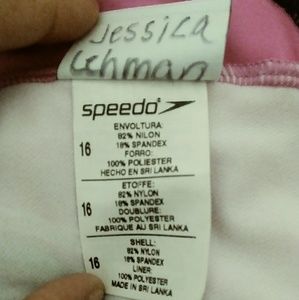 Jessica
Lehman
speedo
16
ENVOLTURA:
82% NILON
18% SPANDEX
FORRO:
100% POLIESTER
HECHO EN SRI LANKA
16
ETOFFE:
82% NYLON
18% SPANDEX
DOUBLURE:
100% POLYESTER
FABRIQUE AU SRI LANKA
16
SHELL:
82% NYLON
18% SPANDEX
LINER:
100% POLYESTER
MADE IN SRI LANKA